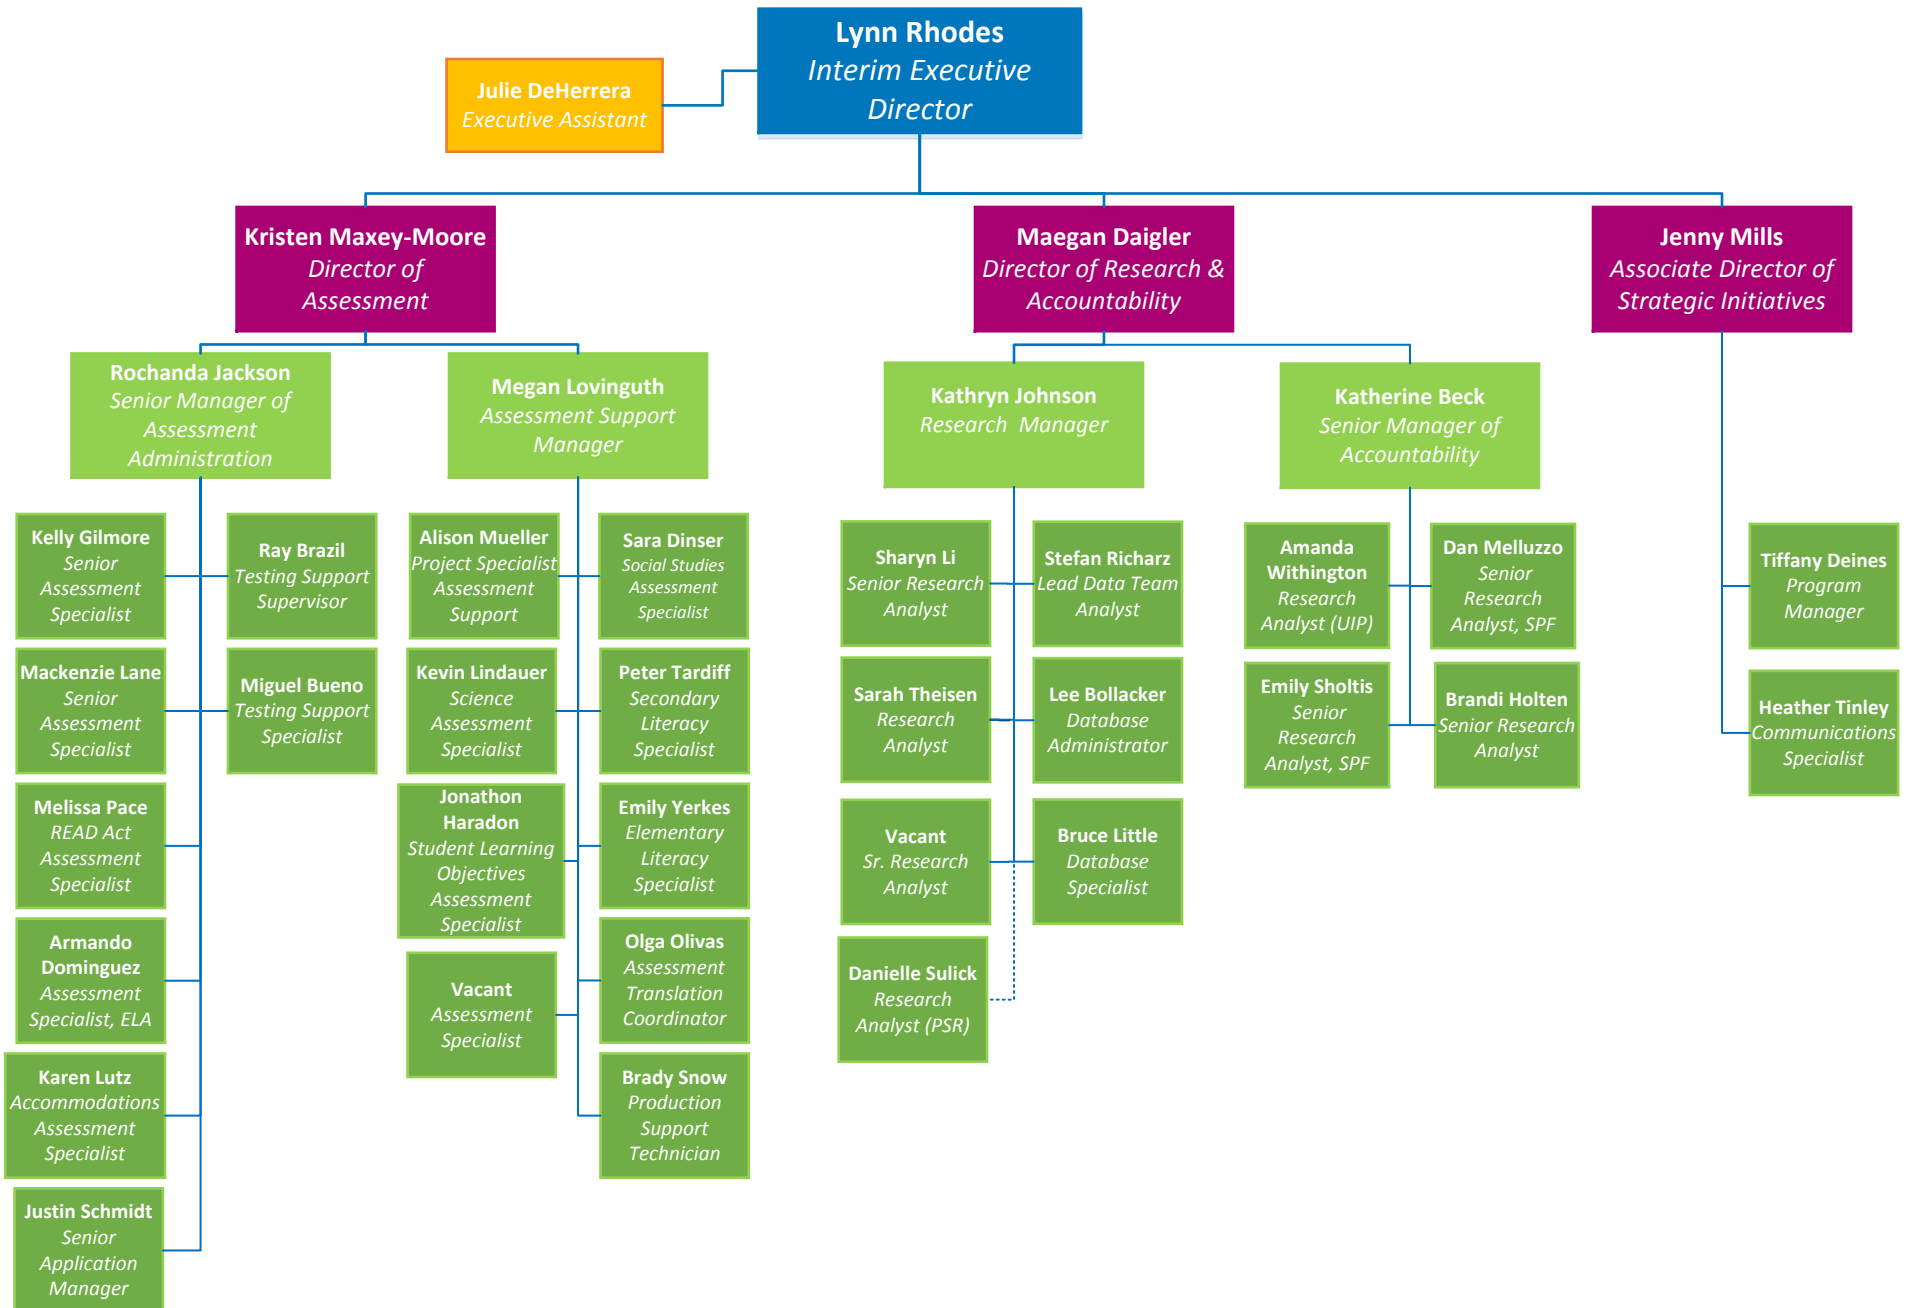 Lynn Rhodes
Interim Executive
Director
Julie DeHerrera
Executive Assistant
Kristen Maxey-Moore
Director of
Assessment
Maegan Daigler
Director of Research &
Accountability
Jenny Mills
Associate Director of
Strategic Initiatives
Rochanda Jackson
Senior Manager of
Assessment
Administration
Megan Lovinguth
Assessment Support
Manager
Kathryn Johnson
Research  Manager
Katherine Beck
Senior Manager of
Accountability
Kelly Gilmore
Senior
Assessment
Specialist
Ray Brazil
Testing Support
Supervisor
Mackenzie Lane
Senior
Assessment
Specialist
Miguel Bueno
Testing Support
Specialist
Melissa Pace
READ Act
Assessment
Specialist
Armando
Dominguez
Assessment
Specialist, ELA
Karen Lutz
Accommodations
Assessment
Specialist
Justin Schmidt
Senior
Application
Manager
Alison Mueller
Project Specialist
Assessment
Support
Sara Dinser
Social Studies
Assessment
Specialist
Kevin Lindauer
Science
Assessment
Specialist
Peter Tardiff
Secondary
Literacy
Specialist
Jonathon
Haradon
Student Learning
Objectives
Assessment
Specialist
Emily Yerkes
Elementary
Literacy
Specialist
Vacant
Assessment
Specialist
Olga Olivas
Assessment
Translation
Coordinator
Brady Snow
Production
Support
Technician
Sharyn Li
Senior Research
Analyst
Stefan Richarz
Lead Data Team
Analyst
Sarah Theisen
Research
Analyst
Lee Bollacker
Database
Administrator
Vacant
Sr. Research
Analyst
Bruce Little
Database
Specialist
Danielle Sulick
Research
Analyst (PSR)
Amanda
Withington
Research
Analyst (UIP)
Dan Melluzzo
Senior
Research
Analyst, SPF
Emily Sholtis
Senior
Research
Analyst, SPF
Brandi Holten
Senior Research
Analyst
Tiffany Deines
Program
Manager
Heather Tinley
Communications
Specialist